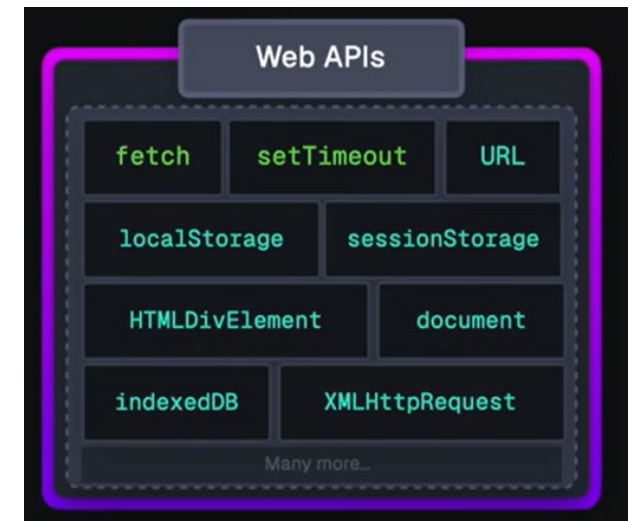 Web APIs
fetch setTimeout URL
localStorage sessionStorage
HTMLDivElement document
indexedDB XMLHttpRequest
Many more…